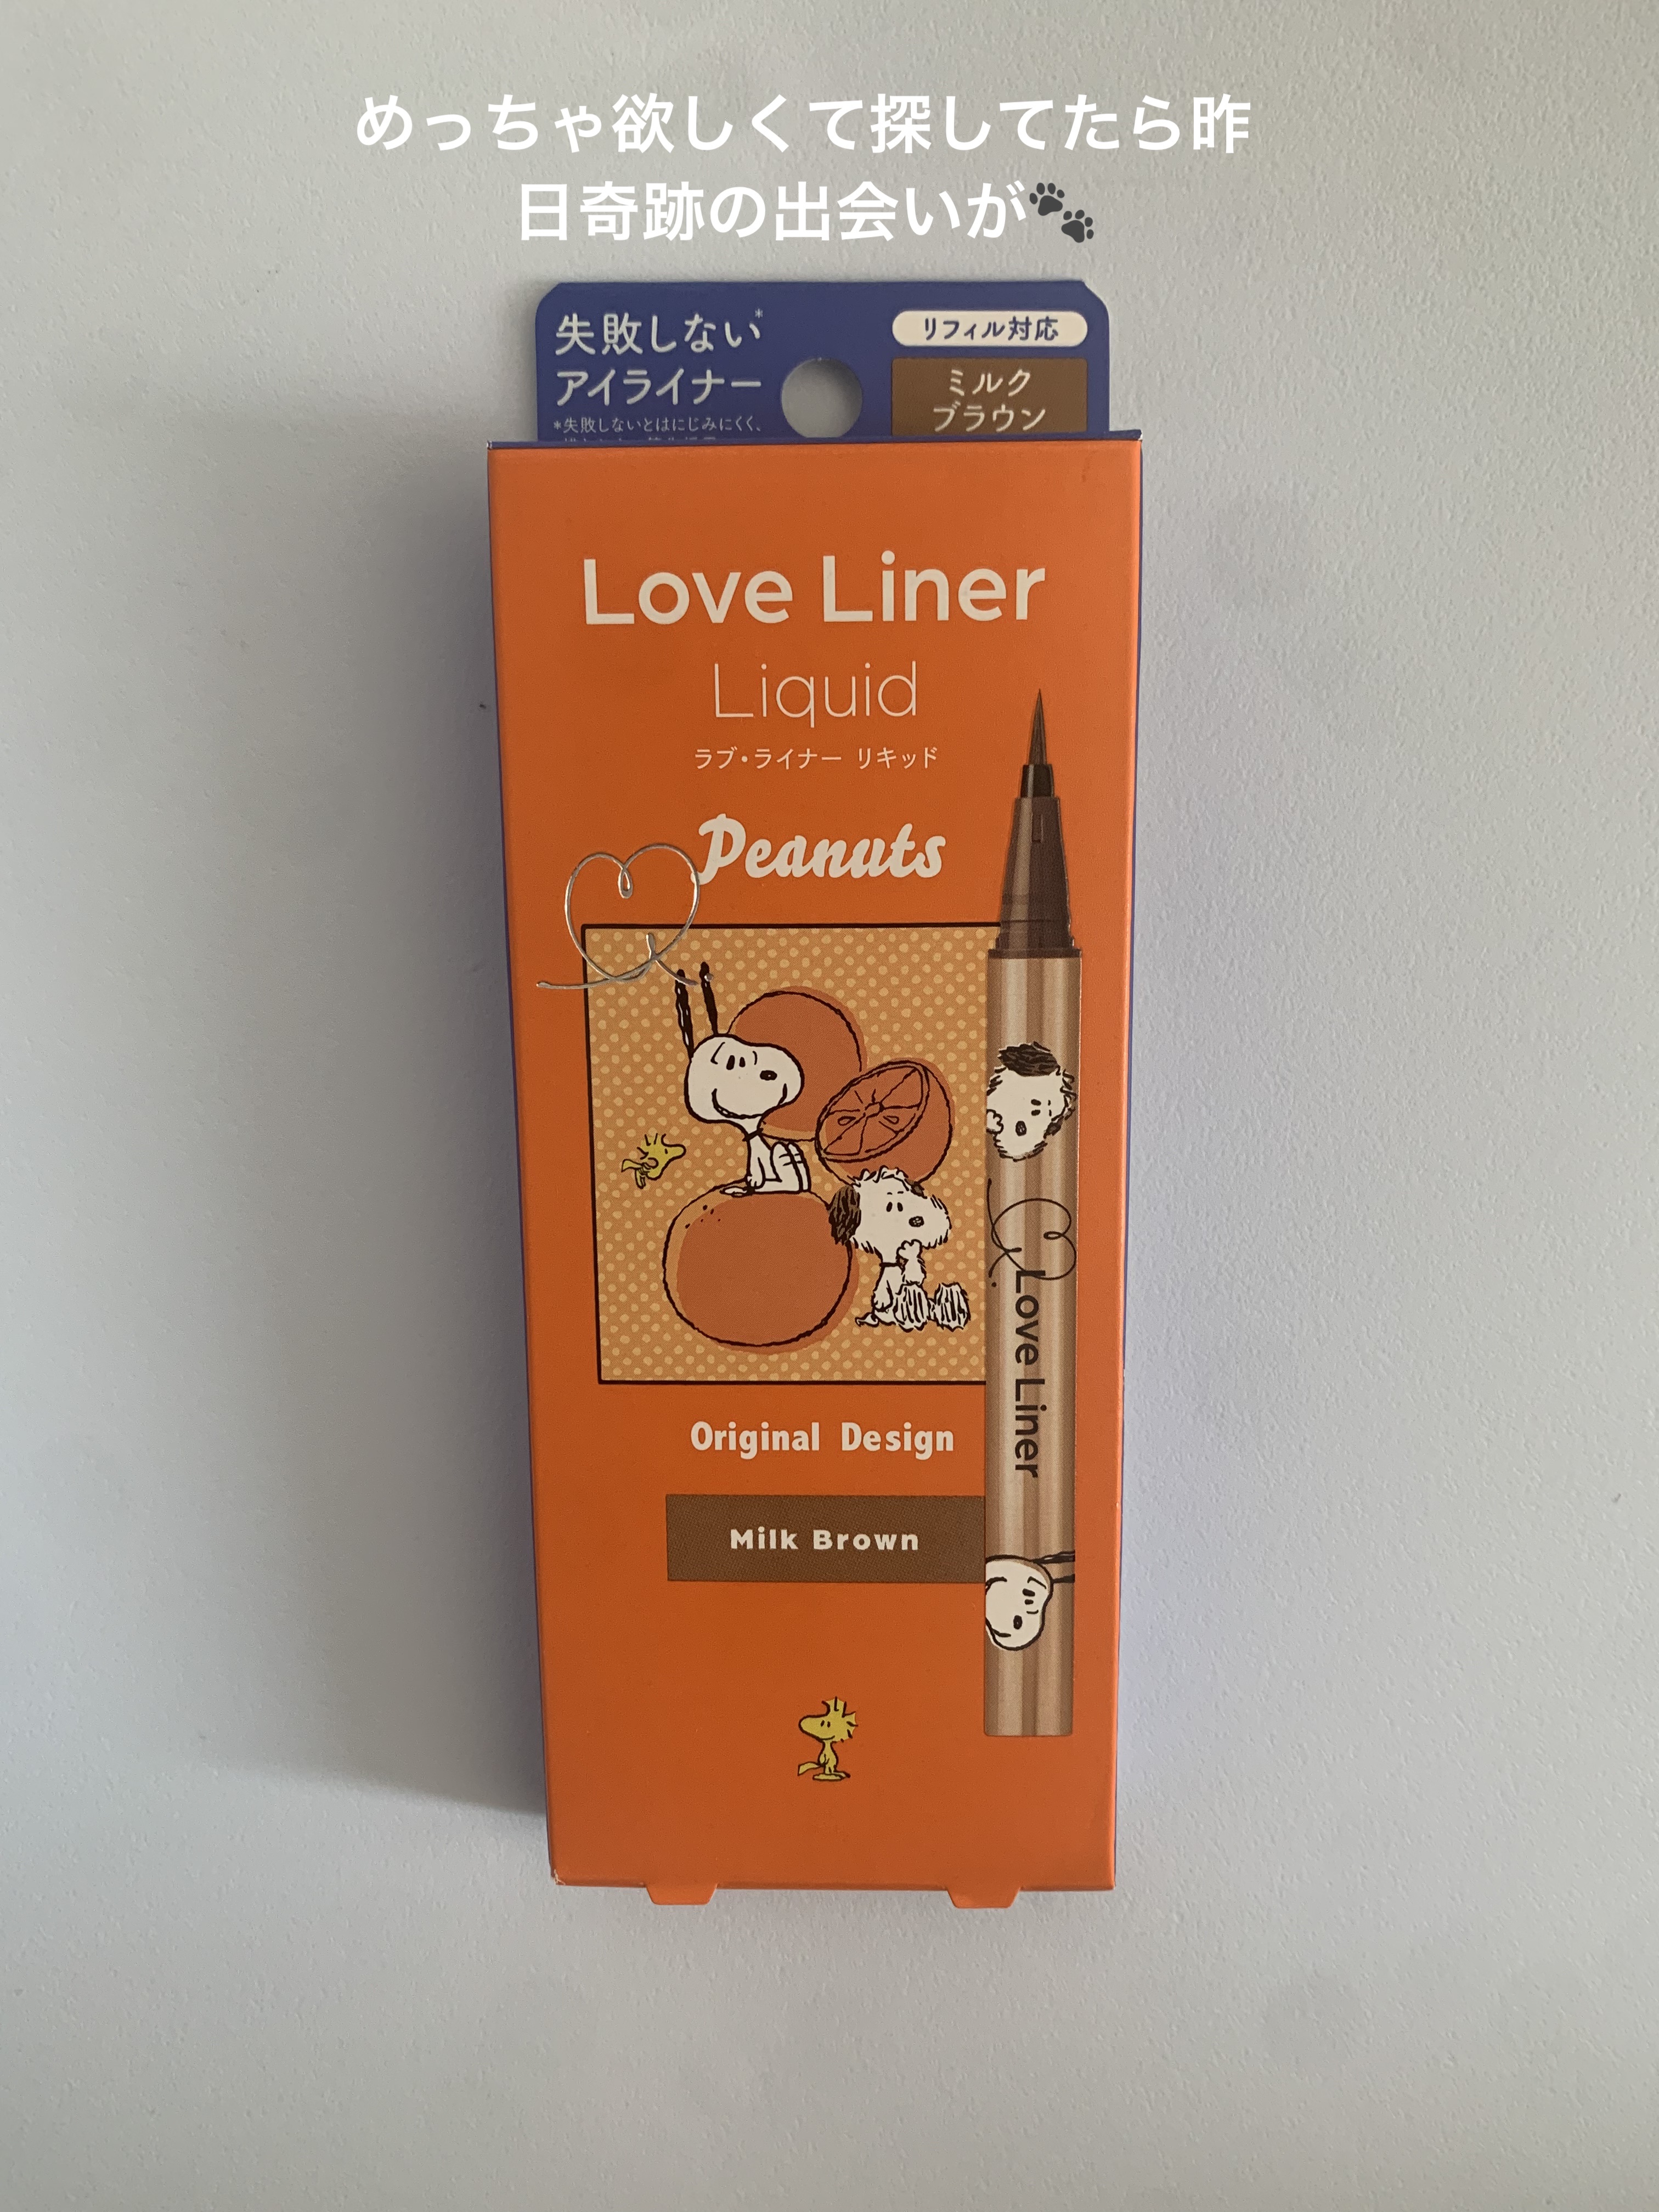 めっちゃ欲しくて探してたら昨
日奇跡の出会いが🐾
失敗しない*
アイライナー
*失敗しないとはにじみにくく、
リフィル対応
ミルク
ブラウン
Love Liner
Liquid
ラブ・ライナー リキッド
Peanuts
Love Liner
Original Design
Milk Brown